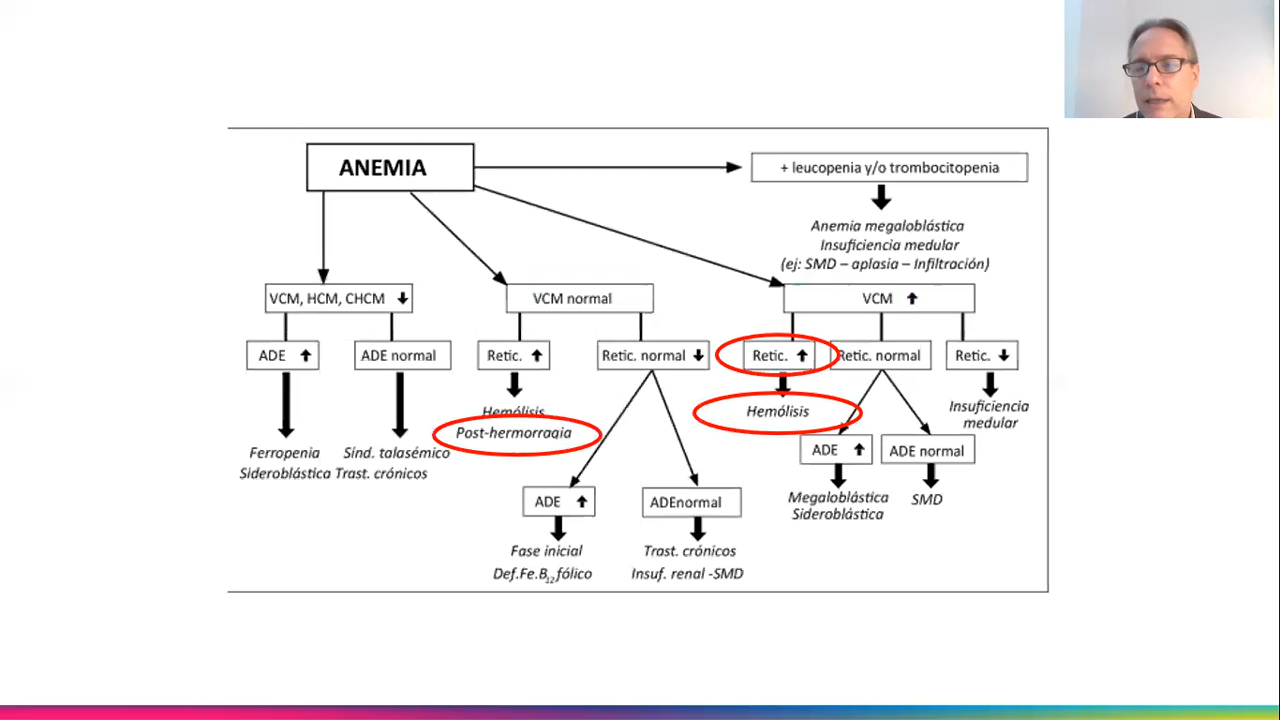 ANEMIA
+ leucopenia y/o trombocitopenia
Anemia megaloblástica
Insuficiencia medular
(ej: SMD – aplasia – Infiltración)
VCM, HCM, CHCM ⬇
VCM normal
VCM ⬆
ADE ⬆
ADE normal
Retic. ⬆
Retic. normal ⬇
Retic. ⬆
Retic. normal
Retic. ⬇
Ferropenia
Sideroblástica
Sínd. talasémico
Trast. crónicos
Hemólisis
Post-hermorragia
Hemólisis
Insuficiencia
medular
ADE ⬆
ADE normal
Megaloblástica
Sideroblástica
SMD
ADE ⬆
ADEnormal
Fase inicial
Def.Fe.B12 fólico
Trast. crónicos
Insuf. renal -SMD